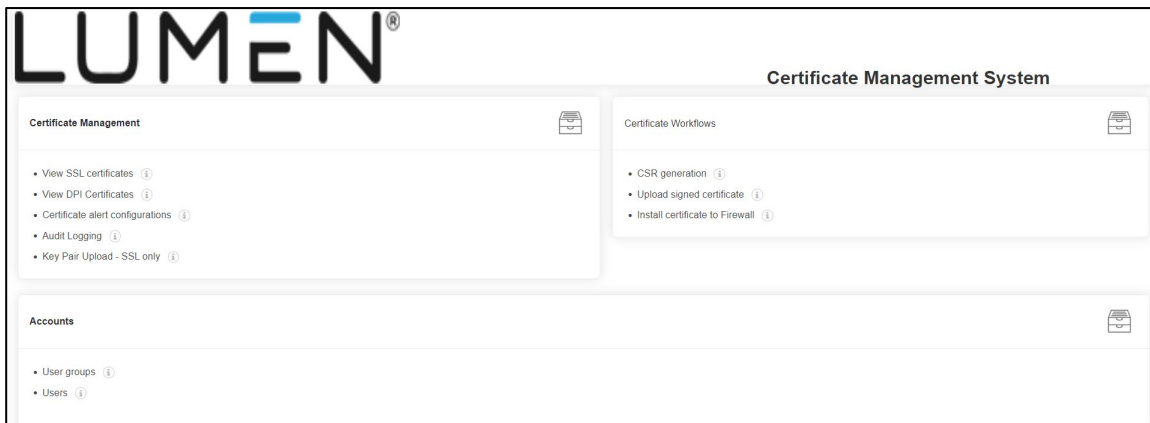 LUMEN®
Certificate Management System
Certificate Management
• View SSL certificates
• View DPI Certificates
• Certificate alert configurations
• Audit Logging
• Key Pair Upload - SSL only
Certificate Workflows
• CSR generation
• Upload signed certificate
• Install certificate to Firewall
Accounts
• User groups
• Users